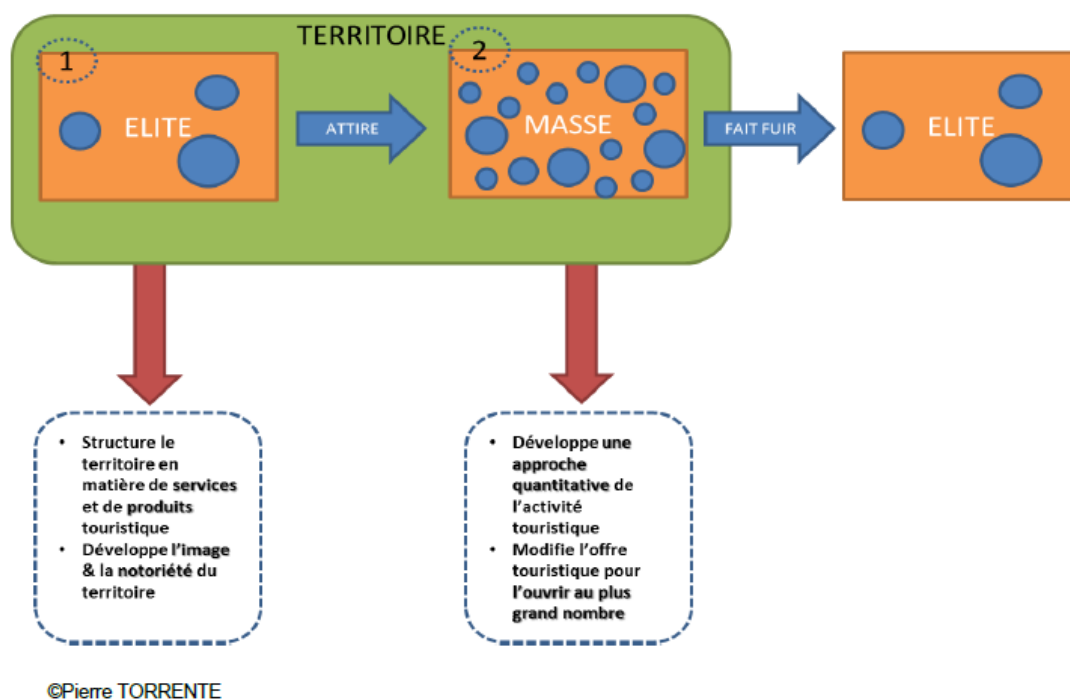 TERRITOIRE
1
ELITE
ATTIRE
2
MASSE
FAIT FUIR
ELITE
• Structure le
territoire en
matière de services
et de produits
touristique
• Développe l'image
& la notoriété du
territoire
• Développe une
approche
quantitative de
l'activité
touristique
• Modifie l'offre
touristique pour
l'ouvrir au plus
grand nombre
©Pierre TORRENTE